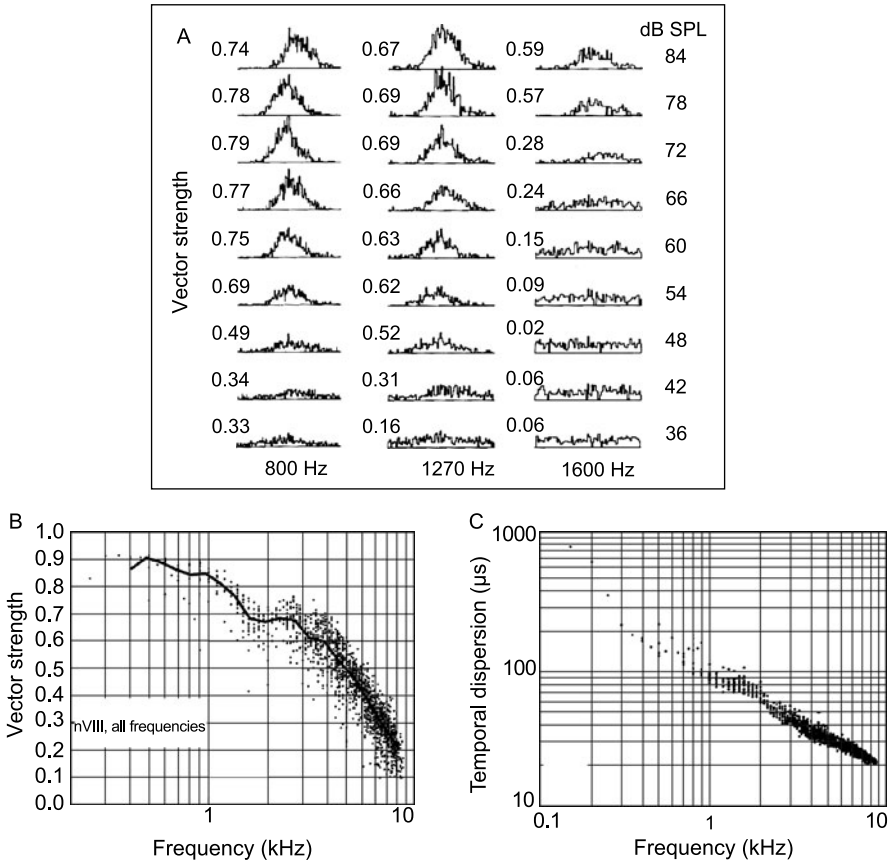 A
dB SPL
0.74 0.67 0.59 84
0.78 0.69 0.57 78
0.79 0.69 0.28 72
0.77 0.66 0.24 66
0.75 0.63 0.15 60
0.69 0.62 0.09 54
0.49 0.52 0.02 48
0.34 0.31 0.06 42
0.33 0.16 0.06 36
Vector strength
800 Hz 1270 Hz 1600 Hz
B
1.0
0.9
0.8
0.7
0.6
0.5
0.4
0.3
0.2
0.1
0.0
Vector strength
nVIII, all frequencies
1 10
Frequency (kHz)
C
1000
100
10
Temporal dispersion (µs)
0.1 1 10
Frequency (kHz)